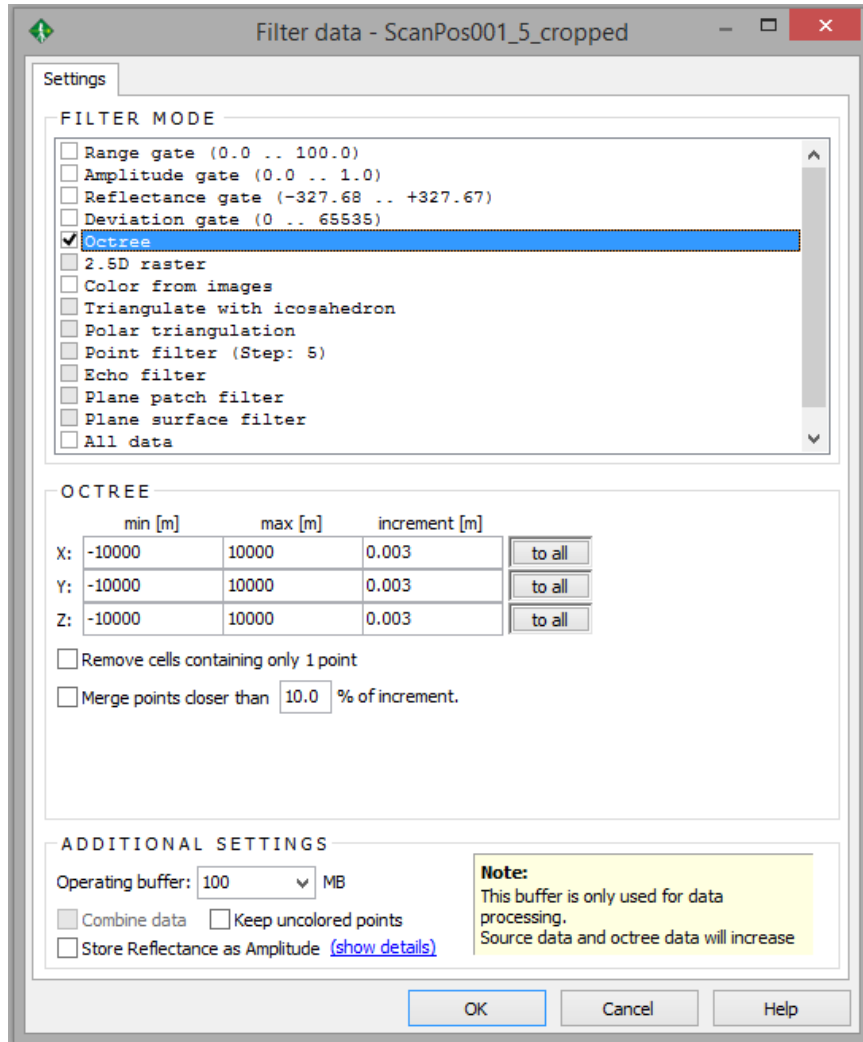 Filter data - ScanPos001_5_cropped
Settings
FILTER MODE
Range gate (0.0 .. 100.0)
Amplitude gate (0.0 .. 1.0)
Reflectance gate (-327.68 .. +327.67)
Deviation gate (0 .. 65535)
Octree
2.5D raster
Color from images
Triangulate with icosahedron
Polar triangulation
Point filter (Step: 5)
Echo filter
Plane patch filter
Plane surface filter
All data
OCTREE
min [m] max [m] increment [m]
X: -10000 10000 0.003 to all
Y: -10000 10000 0.003 to all
Z: -10000 10000 0.003 to all
Remove cells containing only 1 point
Merge points closer than 10.0 % of increment.
ADDITIONAL SETTINGS
Operating buffer: 100 MB
Combine data Keep uncolored points
Store Reflectance as Amplitude (show details)
Note:
This buffer is only used for data
processing.
Source data and octree data will increase
OK Cancel Help